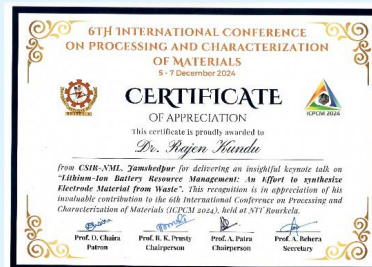 6TH INTERNATIONAL CONFERENCE
ON PROCESSING AND CHARACTERIZATION
OF MATERIALS
5 - 7 December 2024
CERTIFICATE
OF APPRECIATION
ICPCM 2024
This certificate is proudly awarded to
Dr. Rajen Kundu
from CSIR-NML, Jamshedpur for delivering an insightful keynote talk on
"Lithium-Ion Battery Resource Management: An Effort to synthesize
Electrode Material from Waste". This recognition is in appreciation of his
invaluable contribution to the 6th International Conference on Processing and
Characterization of Materials (ICPCM 2024), held at NIT Rourkela.
Prof. D. Chaira Prof. R. K. Prusty Prof. A. Patra Prof. A. Behera
Patron Chairperson Chairperson Secretary